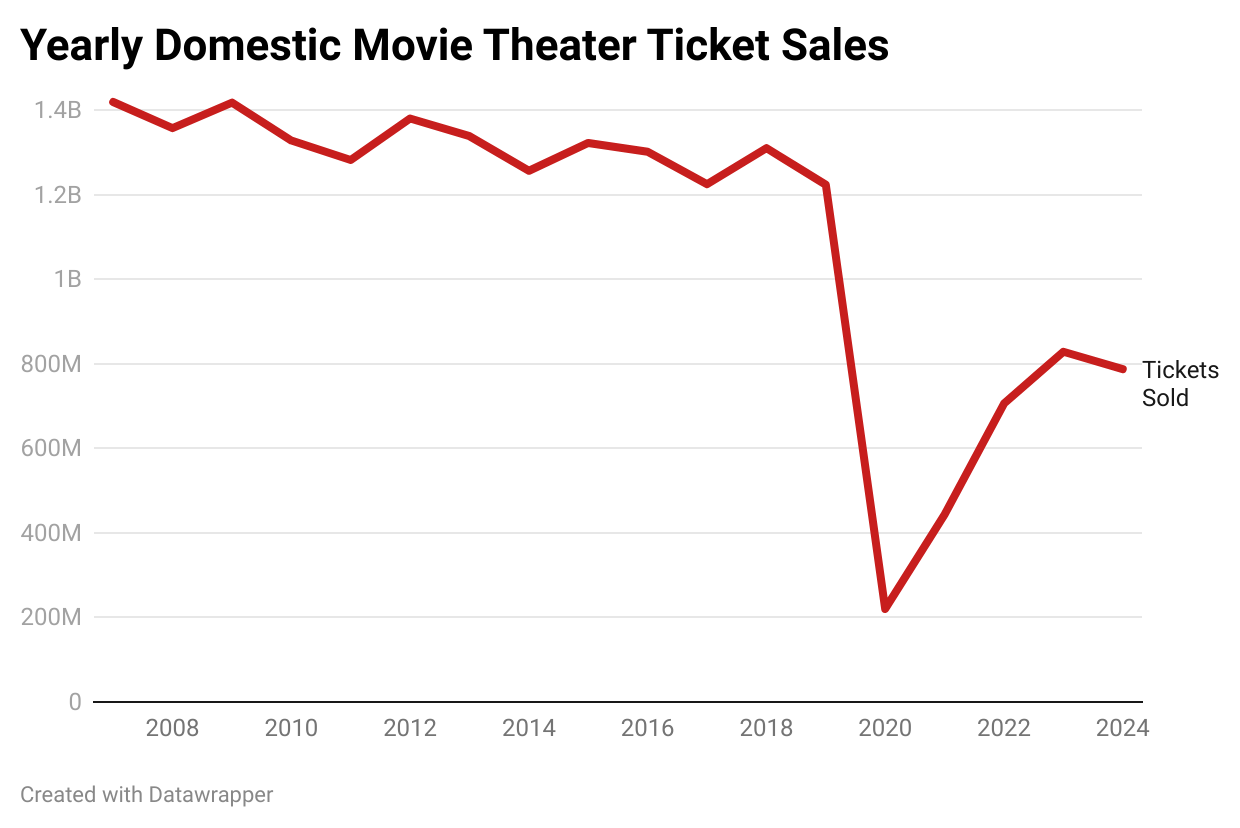 Yearly Domestic Movie Theater Ticket Sales
1.4B
1.2B
1B
800M
Tickets
Sold
600M
400M
200M
0
2008 2010 2012 2014 2016 2018 2020 2022 2024
Created with Datawrapper